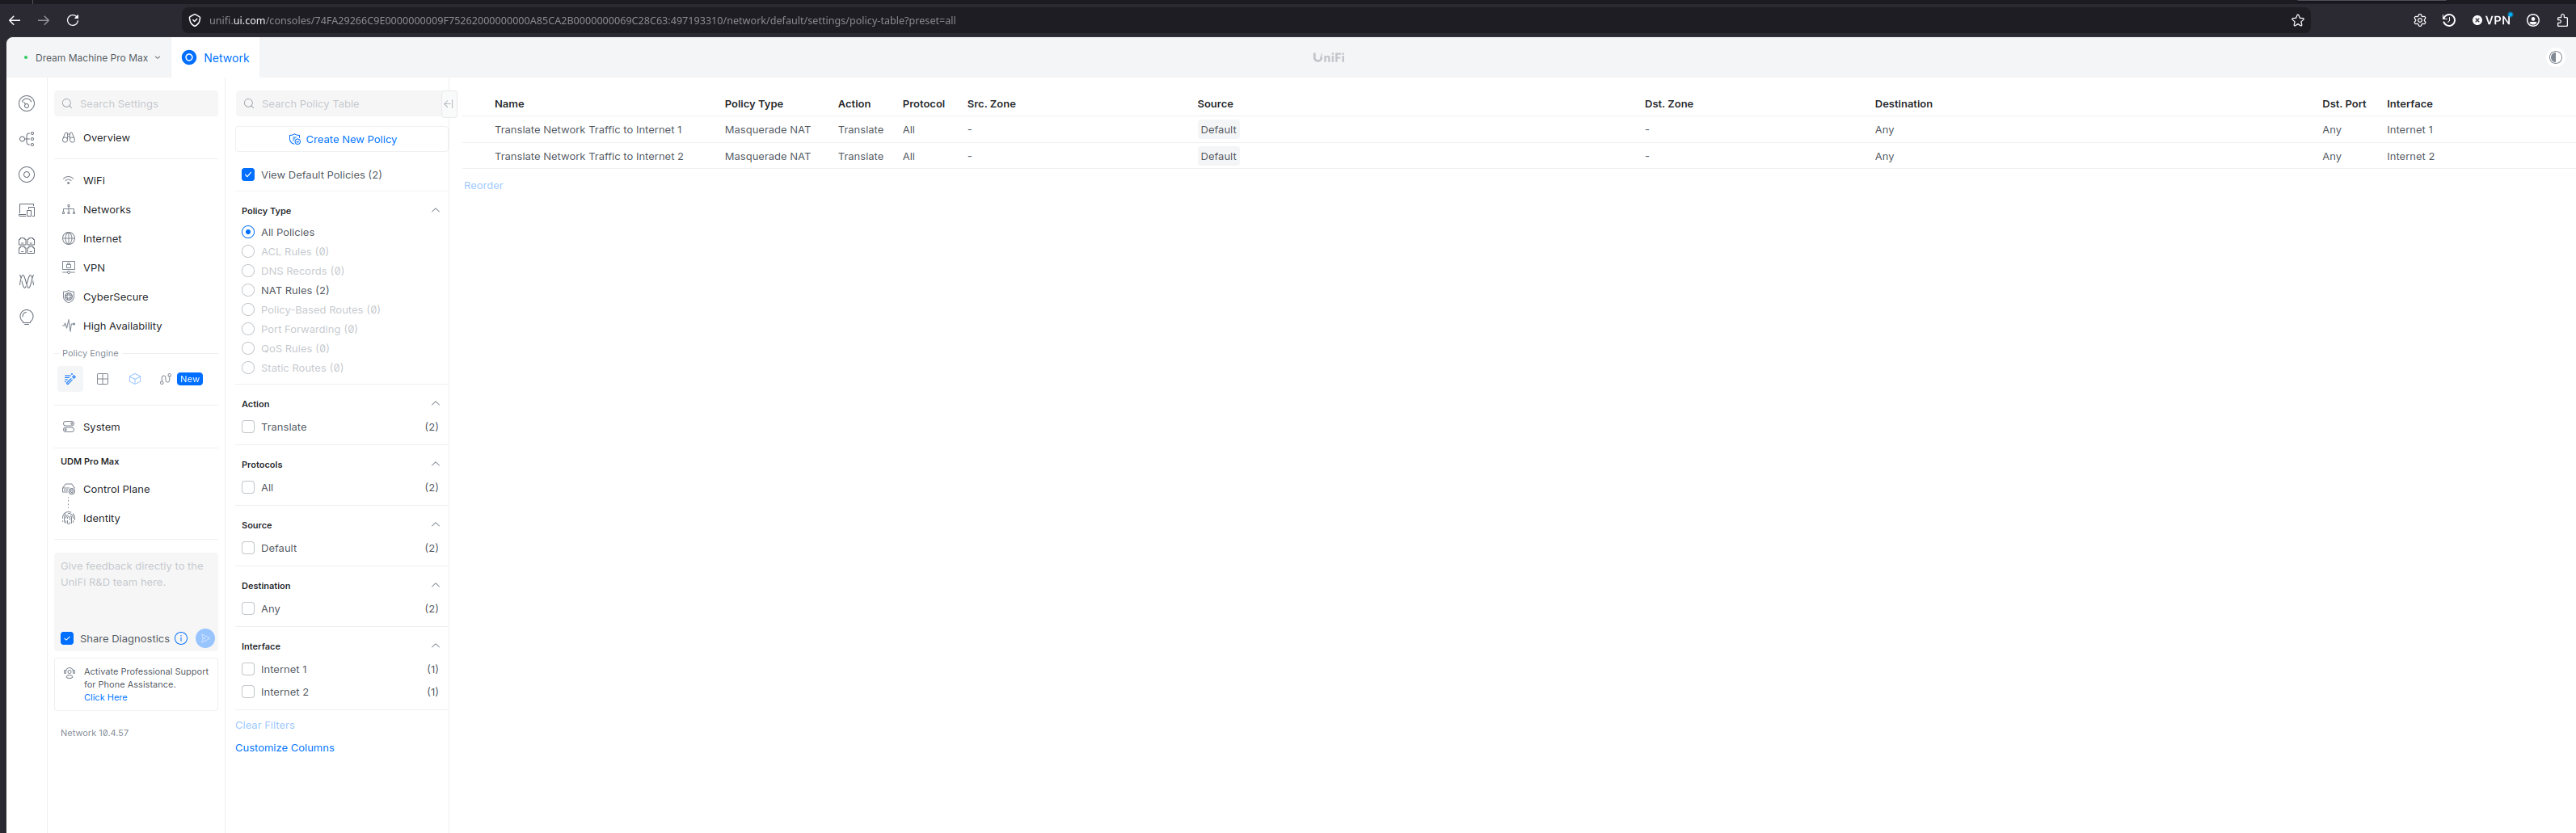 unifi.ui.com/consoles/74FA29266C9E0000000009F75262000000000A85CA2B0000000069C28C63:497193310/network/default/settings/policy-table?preset=all
VPN
Dream Machine Pro Max
Network
UniFi
Search Settings
Overview
WiFi
Networks
Internet
VPN
CyberSecure
High Availability
Policy Engine
New
System
UDM Pro Max
Control Plane
Identity
Give feedback directly to the
UniFi R&D team here.
Share Diagnostics
Activate Professional Support
for Phone Assistance.
Click Here
Network 10.4.57
Search Policy Table
Create New Policy
View Default Policies (2)
Policy Type
All Policies
ACL Rules (0)
DNS Records (0)
NAT Rules (2)
Policy-Based Routes (0)
Port Forwarding (0)
QoS Rules (0)
Static Routes (0)
Action
Translate (2)
Protocols
All (2)
Source
Default (2)
Destination
Any (2)
Interface
Internet 1 (1)
Internet 2 (1)
Clear Filters
Customize Columns
Name Policy Type Action Protocol Src. Zone Source Dst. Zone Destination Dst. Port Interface
Translate Network Traffic to Internet 1 Masquerade NAT Translate All - Default - Any Any Internet 1
Translate Network Traffic to Internet 2 Masquerade NAT Translate All - Default - Any Any Internet 2
Reorder